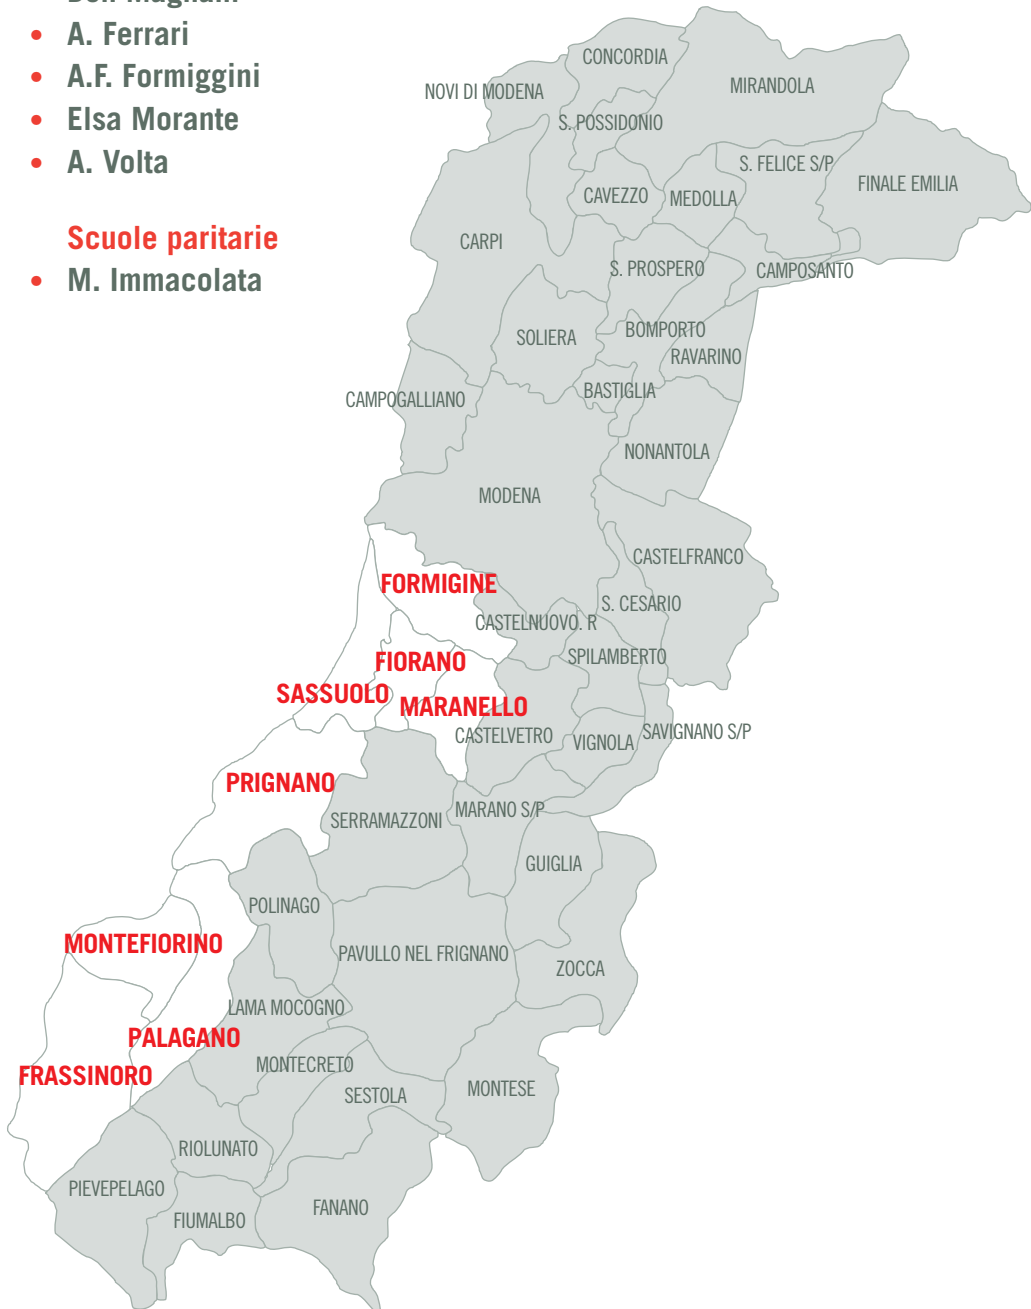 • A. Ferrari
• A.F. Formiggini
• Elsa Morante
• A. Volta
Scuole paritarie
• M. Immacolata
CONCORDIA
MIRANDOLA
NOVI DI MODENA
S. POSSIDONIO
S. FELICE S/P
FINALE EMILIA
CAVEZZO
MEDOLLA
CARPI
S. PROSPERO
CAMPOSANTO
SOLIERA
BOMPORTO
RAVARINO
BASTIGLIA
CAMPOGALLIANO
NONANTOLA
MODENA
CASTELFRANCO
FORMIGINE
S. CESARIO
CASTELNUOVO. R
SPILAMBERTO
FIORANO
SASSUOLO
MARANELLO
CASTELVETRO
VIGNOLA
SAVIGNANO S/P
PRIGNANO
SERRAMAZZONI
MARANO S/P
GUIGLIA
POLINAGO
MONTEFIORINO
PAVULLO NEL FRIGNANO
ZOCCA
LAMA MOCOGNO
PALAGANO
MONTECRETO
FRASSINORO
SESTOLA
MONTESE
RIOLUNATO
PIEVEPELAGO
FIUMALBO
FANANO